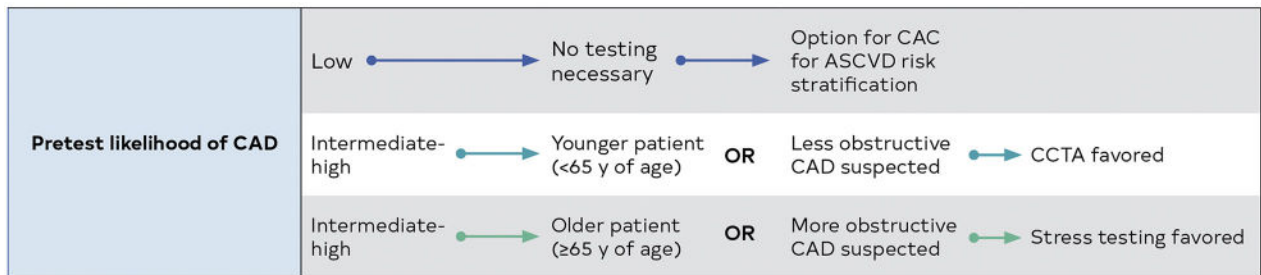 Pretest likelihood of CAD
Low
No testing
necessary
Option for CAC
for ASCVD risk
stratification
Intermediate-
high
Younger patient
(<65 y of age)
OR
Less obstructive
CAD suspected
CCTA favored
Intermediate-
high
Older patient
(≥65 y of age)
OR
More obstructive
CAD suspected
Stress testing favored